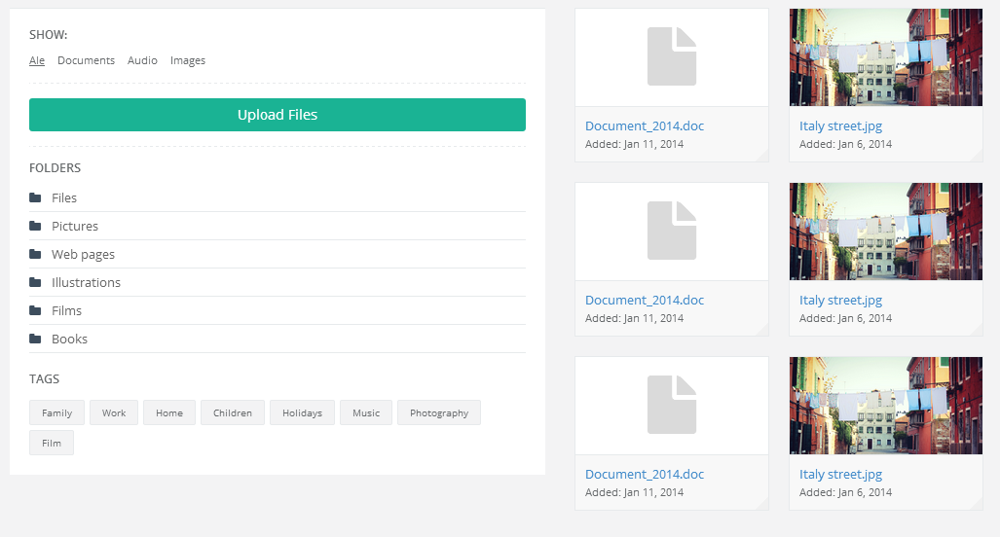 SHOW:
Ale Documents Audio Images
Upload Files
FOLDERS
Files
Pictures
Web pages
Illustrations
Films
Books
TAGS
Family Work Home Children Holidays Music Photography
Film
Document_2014.doc
Added: Jan 11, 2014
Italy street.jpg
Added: Jan 6, 2014
Document_2014.doc
Added: Jan 11, 2014
Italy street.jpg
Added: Jan 6, 2014
Document_2014.doc
Added: Jan 11, 2014
Italy street.jpg
Added: Jan 6, 2014